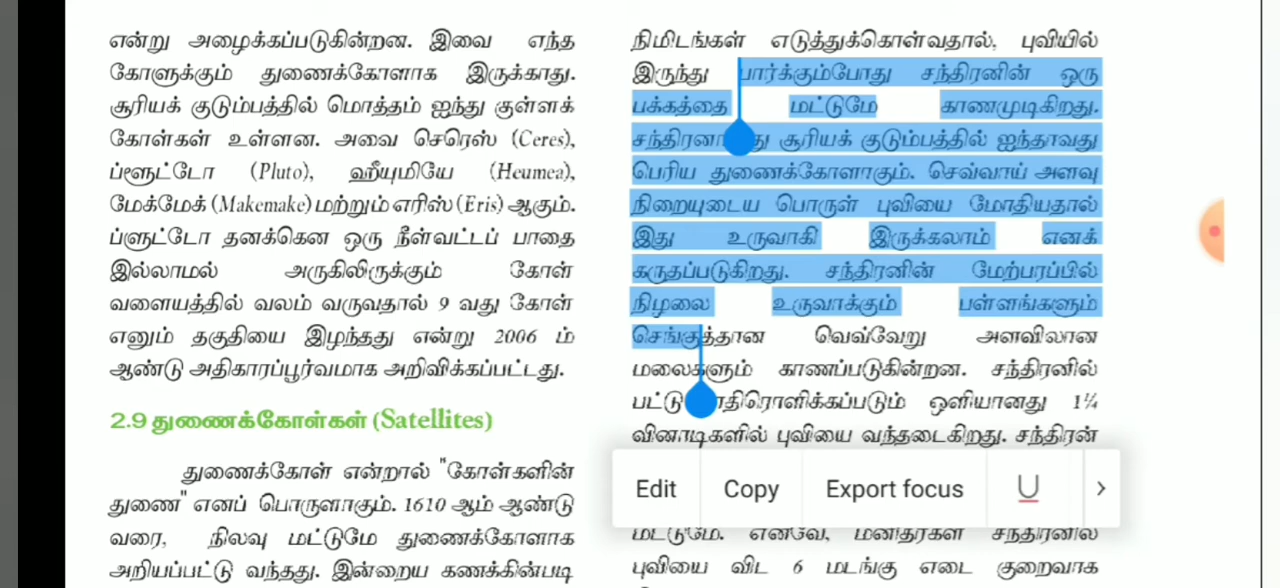 என்று அழைக்கப்படுகின்றன. இவை எந்த
கோளுக்கும் துணைக்கோளாக இருக்காது.
சூரியக் குடும்பத்தில் மொத்தம் ஐந்து குள்ளக்
கோள்கள் உள்ளன. அவை செரெஸ் (Ceres),
ப்ளூட்டோ (Pluto), ஹீயுமியே (Heumea),
மேக்மேக் (Makemake) மற்றும் எரிஸ் (Eris) ஆகும்.
ப்ளுட்டோ தனக்கென ஒரு நீள்வட்டப் பாதை
இல்லாமல் அருகிலிருக்கும் கோள்
வளையத்தில் வலம் வருவதால் 9 வது கோள்
எனும் தகுதியை இழந்தது என்று 2006 ம்
ஆண்டு அதிகாரப்பூர்வமாக அறிவிக்கப்பட்டது.
2.9 துணைக்கோள்கள் (Satellites)
துணைக்கோள் என்றால் "கோள்களின்
துணை" எனப் பொருளாகும். 1610 ஆம் ஆண்டு
வரை, நிலவு மட்டுமே துணைக்கோளாக
அறியப்பட்டு வந்தது. இன்றைய கணக்கின்படி
நிமிடங்கள் எடுத்துக்கொள்வதால், புவியில்
இருந்து பார்க்கும்போது சந்திரனின் ஒரு
பக்கத்தை மட்டுமே காணமுடிகிறது.
சூரியக் குடும்பத்தில் ஐந்தாவது
பெரிய துணைக்கோளாகும். செவ்வாய் அளவு
நிறையுடைய பொருள் புவியை மோதியதால்
இது உருவாகி இருக்கலாம் எனக்
கருதப்படுகிறது. சந்திரனின் மேற்பரப்பில்
நிழலை உருவாக்கும் பள்ளங்களும்
செங்குத்தான வெவ்வேறு அளவிலான
மலைகளும் காணப்படுகின்றன. சந்திரனில்
பட்டு ஒளியானது 1¼
வினாடிகளில் புவியை வந்தடைகிறது. சந்திரன்
Edit Copy Export focus U
மட்டுமே. எனவே, மனிதர்கள் சந்திரனில்
புவியை விட 6 மடங்கு எடை குறைவாக